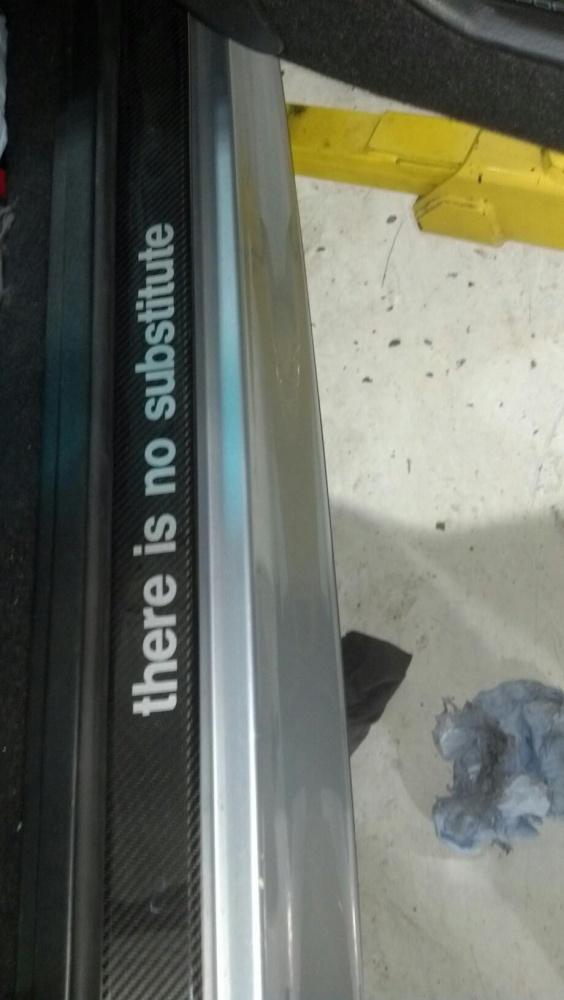 there is no substitute